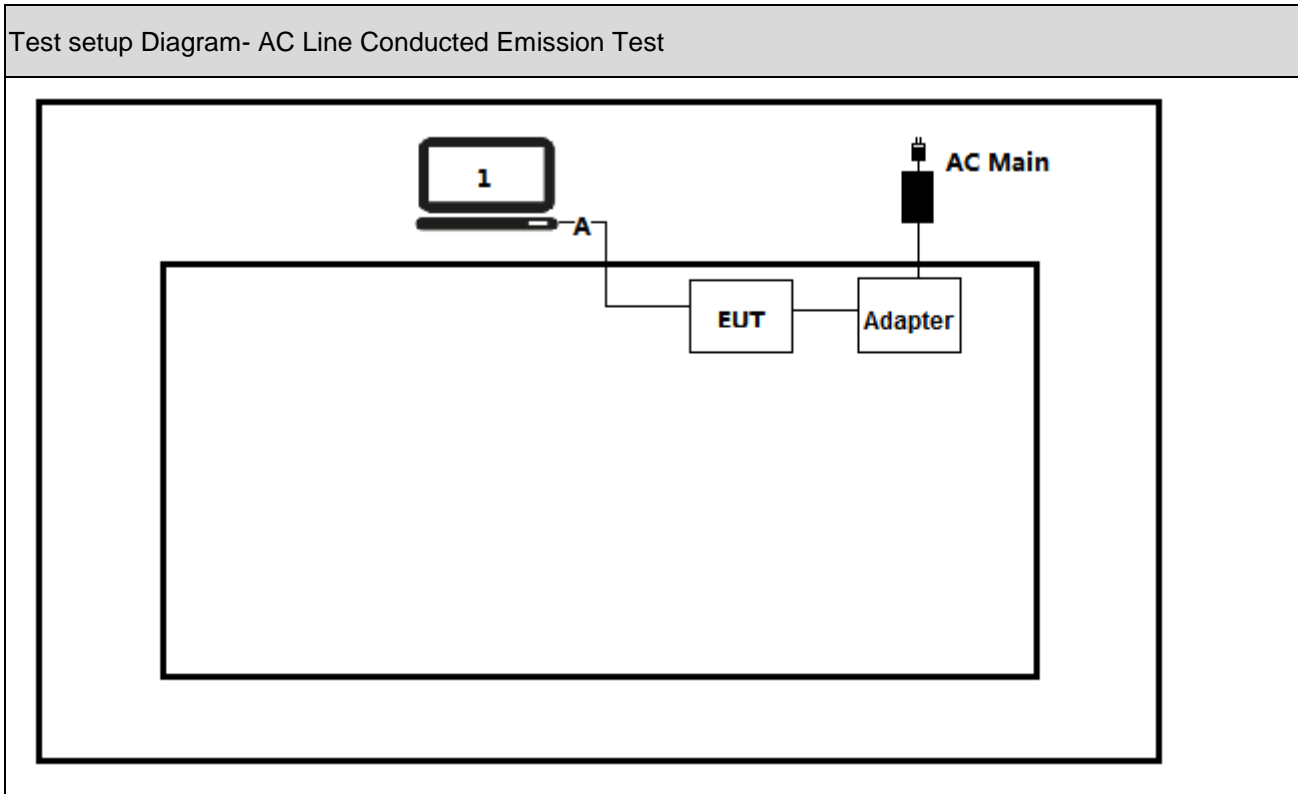 Test setup Diagram- AC Line Conducted Emission Test
1
AC Main
A
EUT
Adapter